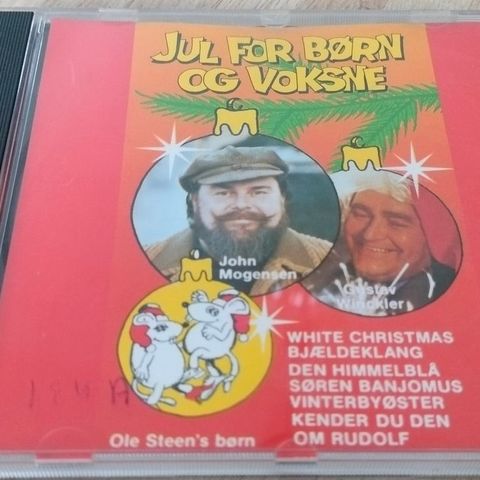 JUL FOR BØRN
OG VOKSNE
John
Mogensen
Gustav
Winckler
WHITE CHRISTMAS
BJÆLDEKLANG
DEN HIMMELBLÅ
SØREN BANJOMUS
VINTERBYØSTER
KENDER DU DEN
OM RUDOLF
Ole Steen's børn